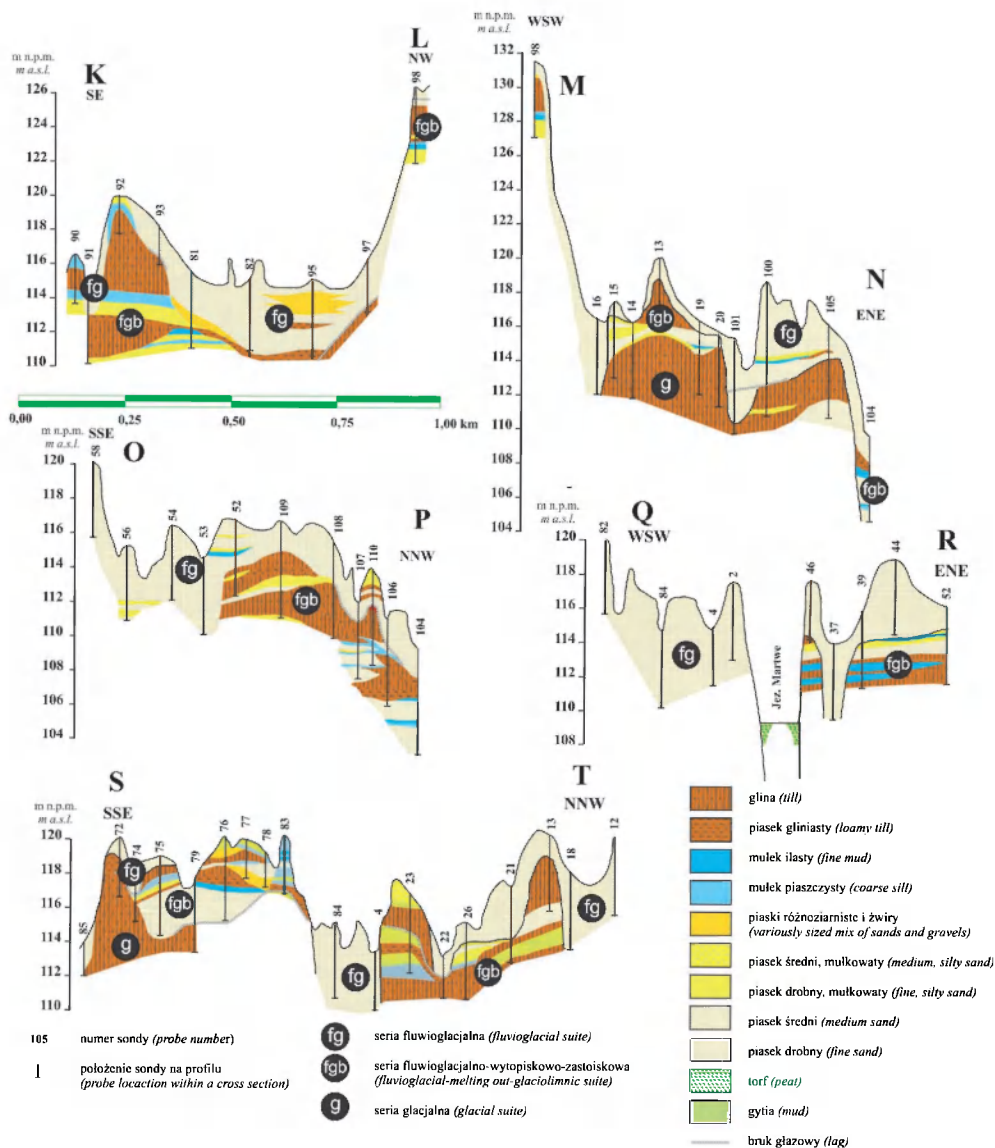 m n.p.m.
m a.s.l.
K
SE
L
NW
126
124
122
120
118
116
114
112
110
90
91
92
93
81
82
95
97
98
fg
fgb
fg
fgb
0,00
0,25
0,50
0,75
1,00 km
m n.p.m.
m a.s.l.
WSW
M
N
ENE
132
130
128
126
124
122
120
118
116
114
112
110
108
106
104
98
16
15
14
13
19
20
101
100
105
104
fgb
g
fg
fgb
m n.p.m.
m a.s.l.
SSE
O
P
NNW
120
118
116
114
112
110
108
106
104
58
56
54
53
52
109
108
107
110
106
104
fg
fgb
m n.p.m.
m a.s.l.
Q
WSW
R
ENE
120
118
116
114
112
110
108
82
84
4
2
46
37
39
44
52
fg
fgb
Jez. Martwe
m n.p.m.
m a.s.l.
S
SSE
T
NNW
120
118
116
114
112
110
85
72
74
75
79
76
77
78
83
84
4
23
22
26
21
13
18
12
fg
fgb
g
fg
fgb
fg
105 numer sondy (probe number)
położenie sondy na profilu
(probe locaction within a cross section)
fg seria fluwioglacjalna (fluvioglacial suite)
fgb seria fluwioglacjalno-wytopiskowo-zastoiskowa
(fluvioglacial-melting out-glaciolimnic suite)
g seria glacjalna (glacial suite)
glina (till)
piasek gliniasty (loamy till)
mułek ilasty (fine mud)
mułek piaszczysty (coarse sill)
piaski różnoziarniste i żwiry
(variously sized mix of sands and gravels)
piasek średni, mułkowaty (medium, silty sand)
piasek drobny, mułkowaty (fine, silty sand)
piasek średni (medium sand)
piasek drobny (fine sand)
torf (peat)
gytia (mud)
bruk głazowy (lag)